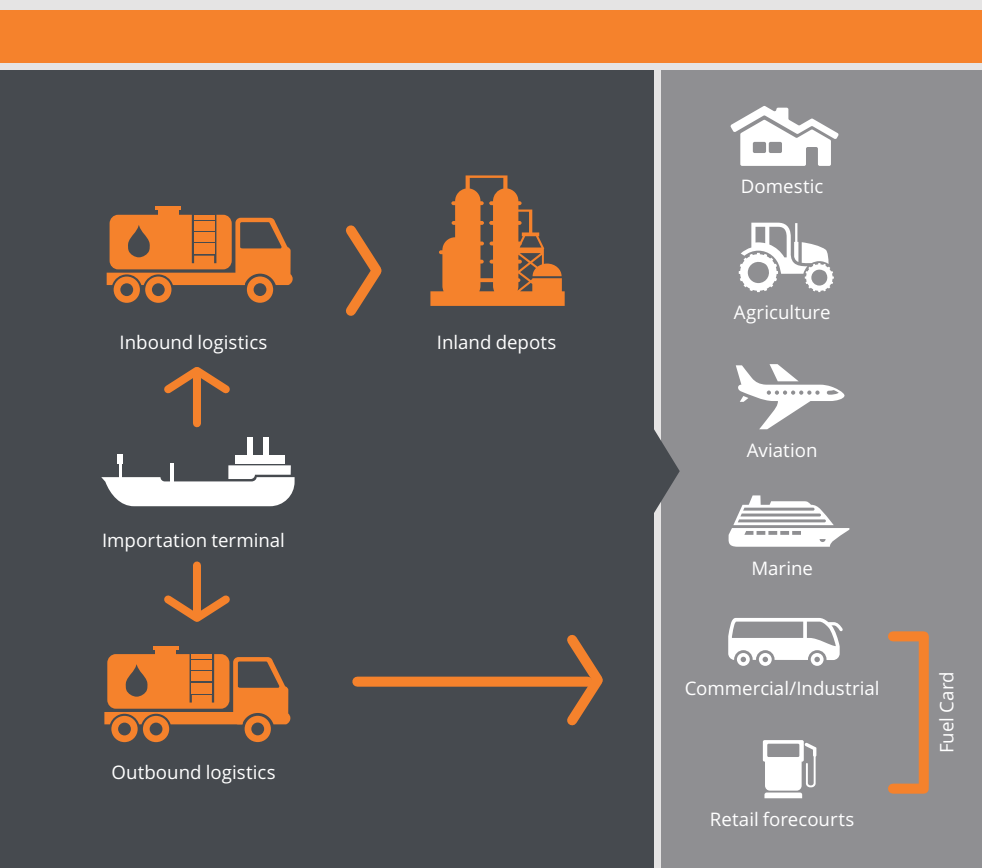 Inbound logistics
Inland depots
Importation terminal
Outbound logistics
Domestic
Agriculture
Aviation
Marine
Commercial/Industrial
Retail forecourts
Fuel Card